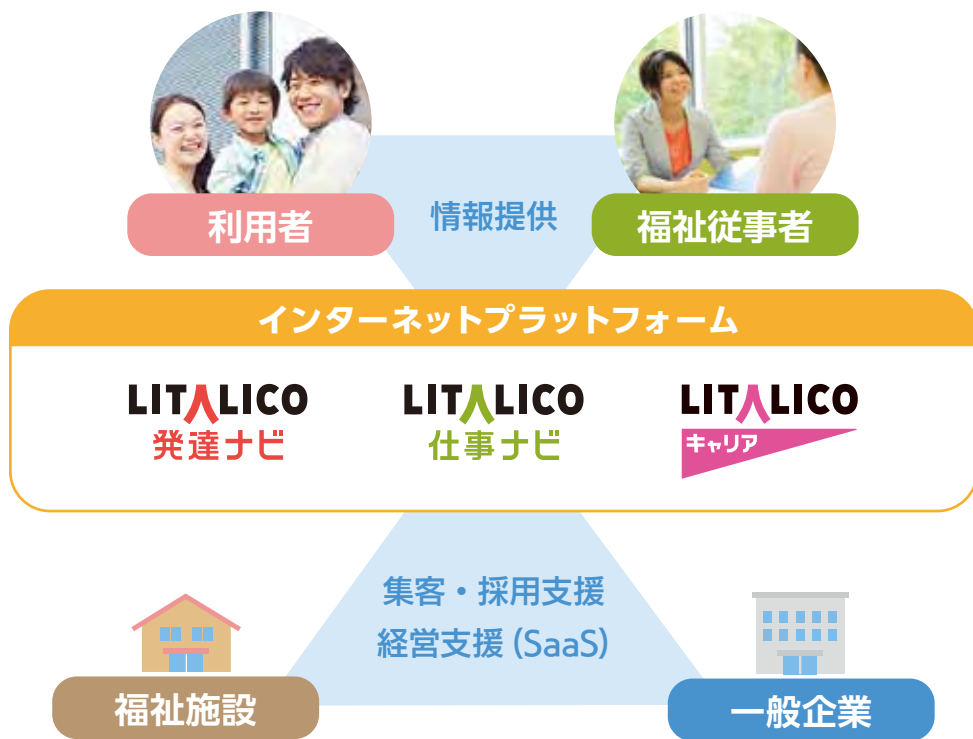 利用者
情報提供
福祉従事者
インターネットプラットフォーム
LITALICO
発達ナビ
LITALICO
仕事ナビ
LITALICO
キャリア
集客・採用支援
経営支援 (SaaS)
福祉施設
一般企業